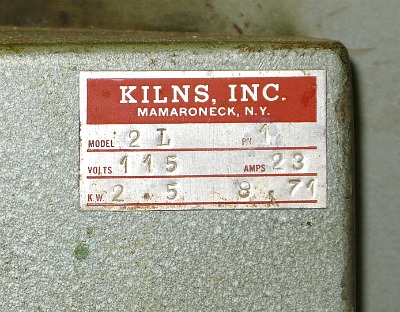 KILNS, INC.
MAMARONECK, N.Y.
MODEL 2 L PH 1
VOLTS 115 AMPS 23
K.W. 2.5 8.71